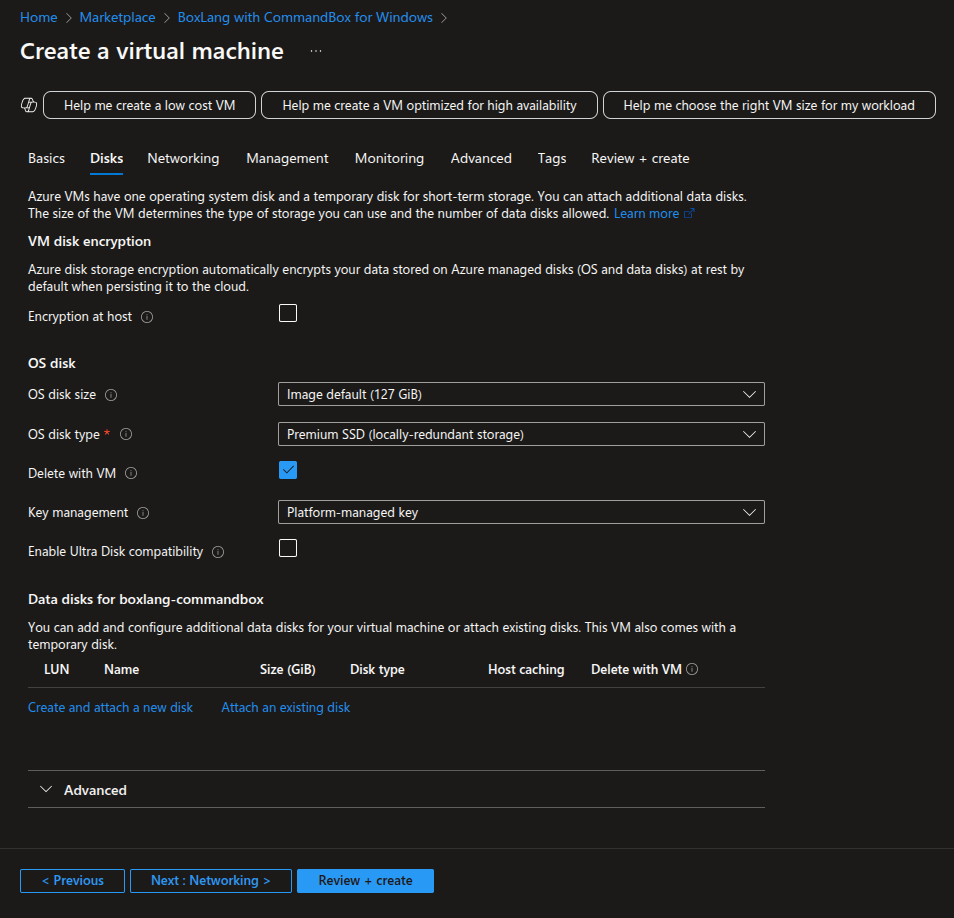 Home > Marketplace > BoxLang with CommandBox for Windows >
Create a virtual machine ...
Help me create a low cost VM Help me create a VM optimized for high availability Help me choose the right VM size for my workload
Basics Disks Networking Management Monitoring Advanced Tags Review + create
Azure VMs have one operating system disk and a temporary disk for short-term storage. You can attach additional data disks.
The size of the VM determines the type of storage you can use and the number of data disks allowed. Learn more
VM disk encryption
Azure disk storage encryption automatically encrypts your data stored on Azure managed disks (OS and data disks) at rest by
default when persisting it to the cloud.
Encryption at host
OS disk
OS disk size Image default (127 GiB)
OS disk type * Premium SSD (locally-redundant storage)
Delete with VM
Key management Platform-managed key
Enable Ultra Disk compatibility
Data disks for boxlang-commandbox
You can add and configure additional data disks for your virtual machine or attach existing disks. This VM also comes with a
temporary disk.
LUN Name Size (GiB) Disk type Host caching Delete with VM
Create and attach a new disk Attach an existing disk
Advanced
< Previous Next : Networking > Review + create